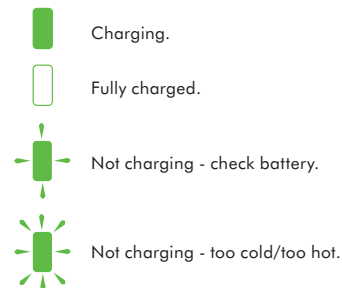 Charging.
Fully charged.
Not charging - check battery.
Not charging - too cold/too hot.